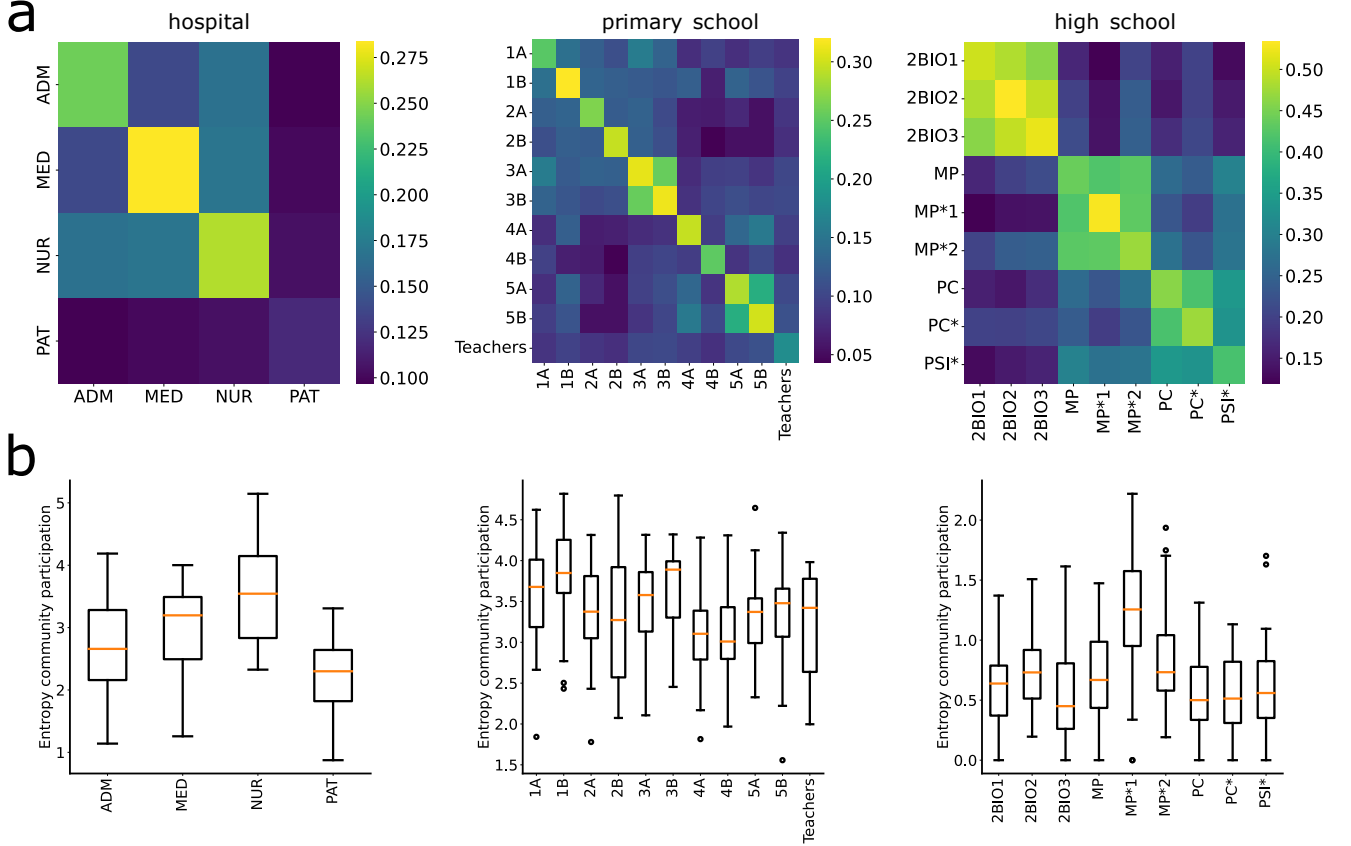 a
hospital
primary school
high school
ADM
MED
NUR
PAT
ADM MED NUR PAT
0.275
0.250
0.225
0.200
0.175
0.150
0.125
0.100
1A
1B
2A
2B
3A
3B
4A
4B
5A
5B
Teachers
1A 1B 2A 2B 3A 3B 4A 4B 5A 5B Teachers
0.30
0.25
0.20
0.15
0.10
0.05
2BIO1
2BIO2
2BIO3
MP
MP*1
MP*2
PC
PC*
PSI*
2BIO1 2BIO2 2BIO3 MP MP*1 MP*2 PC PC* PSI*
0.50
0.45
0.40
0.35
0.30
0.25
0.20
0.15
b
Entropy community participation
5
4
3
2
1
ADM MED NUR PAT
Entropy community participation
4.5
4.0
3.5
3.0
2.5
2.0
1.5
1A 1B 2A 2B 3A 3B 4A 4B 5A 5B Teachers
Entropy community participation
2.0
1.5
1.0
0.5
0.0
2BIO1 2BIO2 2BIO3 MP MP*1 MP*2 PC PC* PSI*